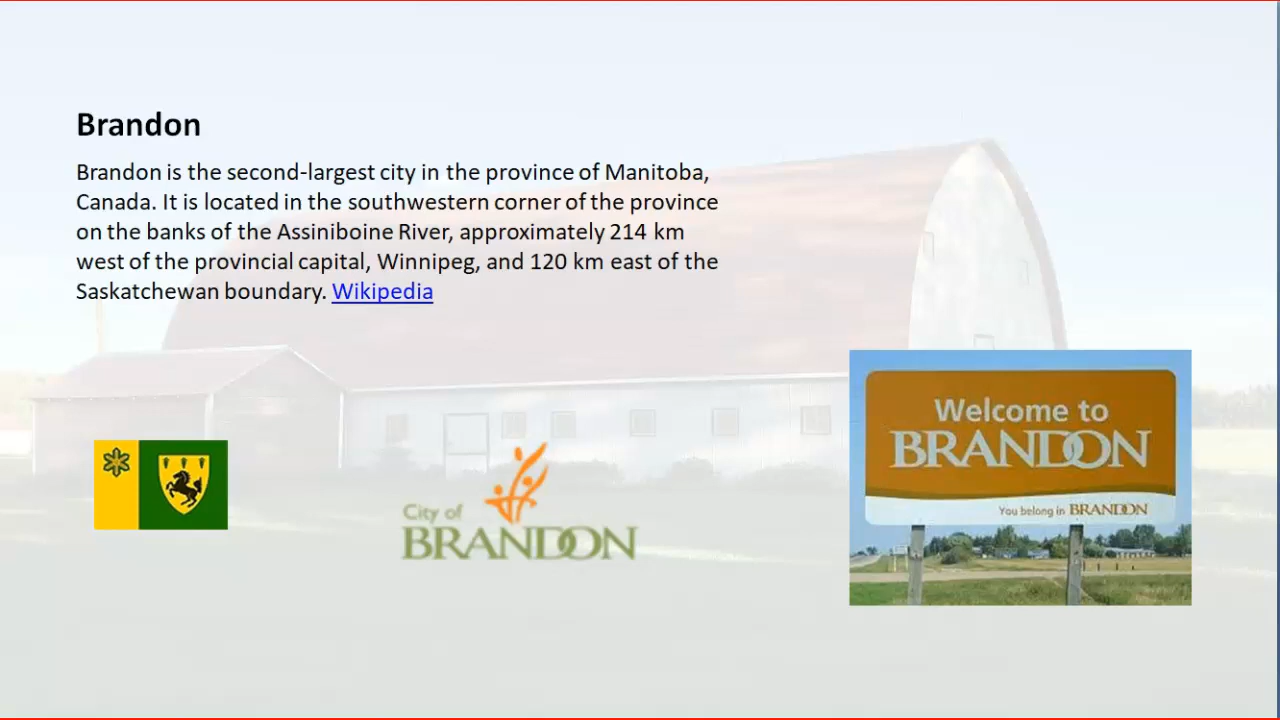 Brandon
Brandon is the second-largest city in the province of Manitoba,
Canada. It is located in the southwestern corner of the province
on the banks of the Assiniboine River, approximately 214 km
west of the provincial capital, Winnipeg, and 120 km east of the
Saskatchewan boundary. Wikipedia
Welcome to
BRANDON
You belong in BRANDON
City of
BRANDON